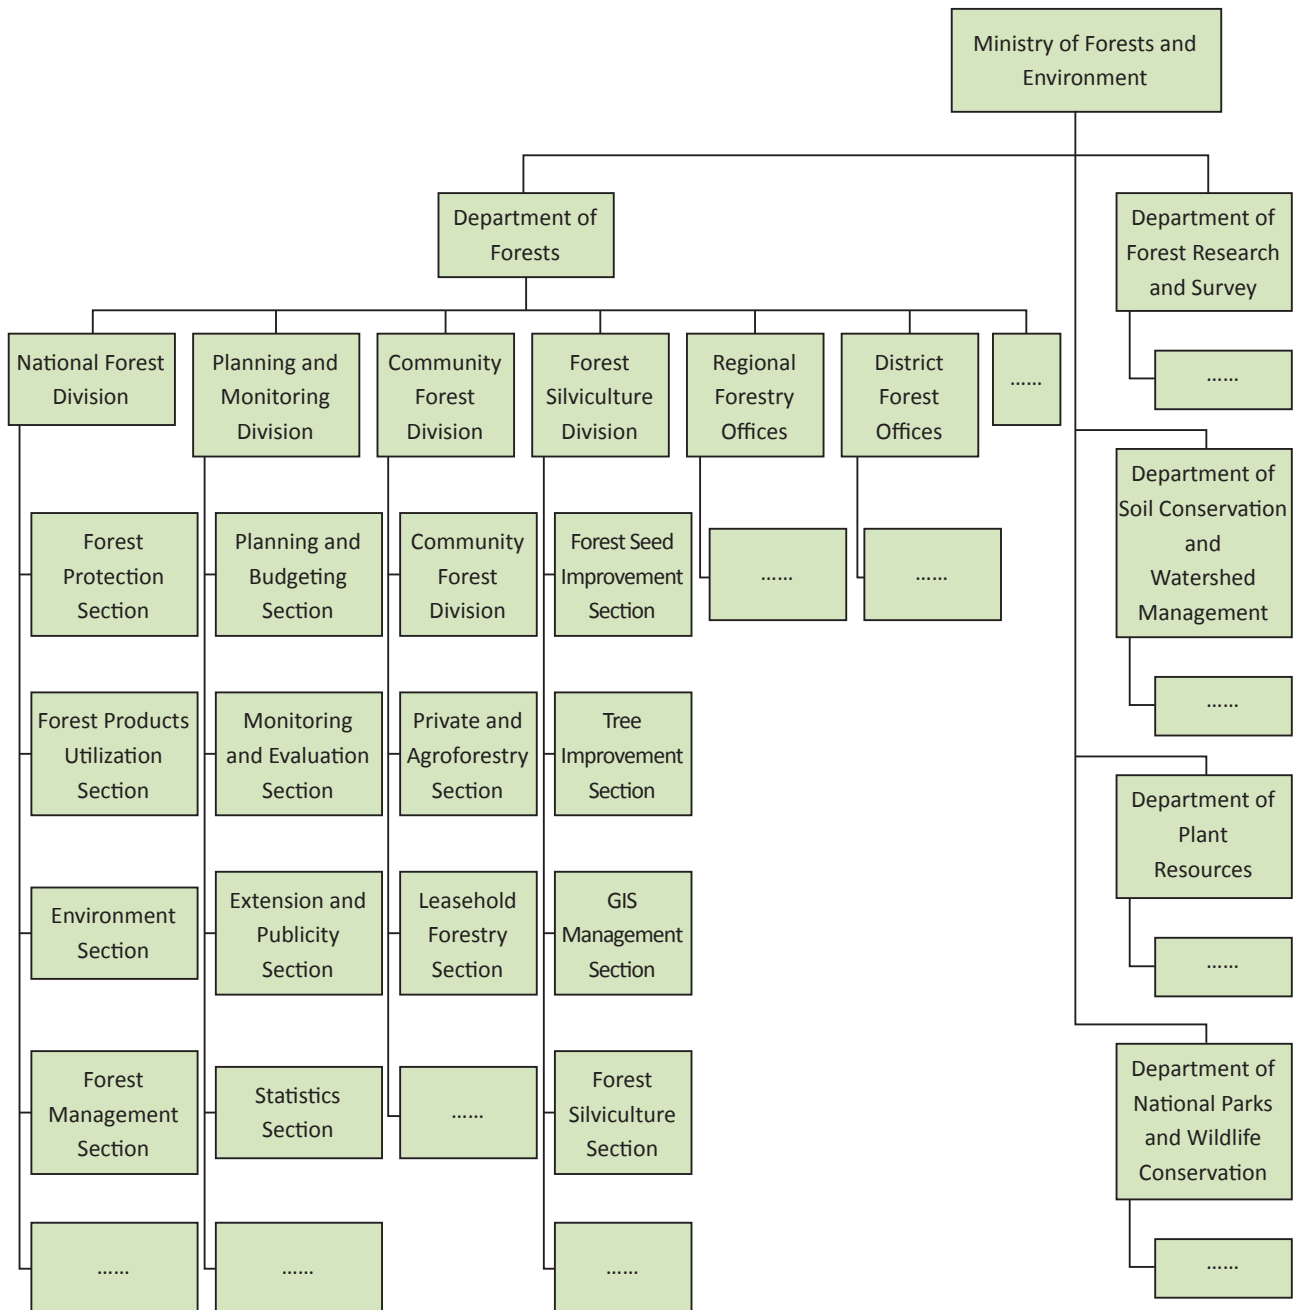 Ministry of Forests and
Environment
Department of
Forests
Department of
Forest Research
and Survey
......
Department of
Soil Conservation
and
Watershed
Management
......
Department of
Plant
Resources
......
Department of
National Parks
and Wildlife
Conservation
......
National Forest
Division
Forest
Protection
Section
Forest Products
Utilization
Section
Environment
Section
Forest
Management
Section
......
Planning and
Monitoring
Division
Planning and
Budgeting
Section
Monitoring
and Evaluation
Section
Extension and
Publicity
Section
Statistics
Section
......
Community
Forest
Division
Community
Forest
Division
Private and
Agroforestry
Section
Leasehold
Forestry
Section
......
Forest
Silviculture
Division
Forest Seed
Improvement
Section
Tree
Improvement
Section
GIS
Management
Section
Forest
Silviculture
Section
......
Regional
Forestry
Offices
......
District
Forest
Offices
......
......